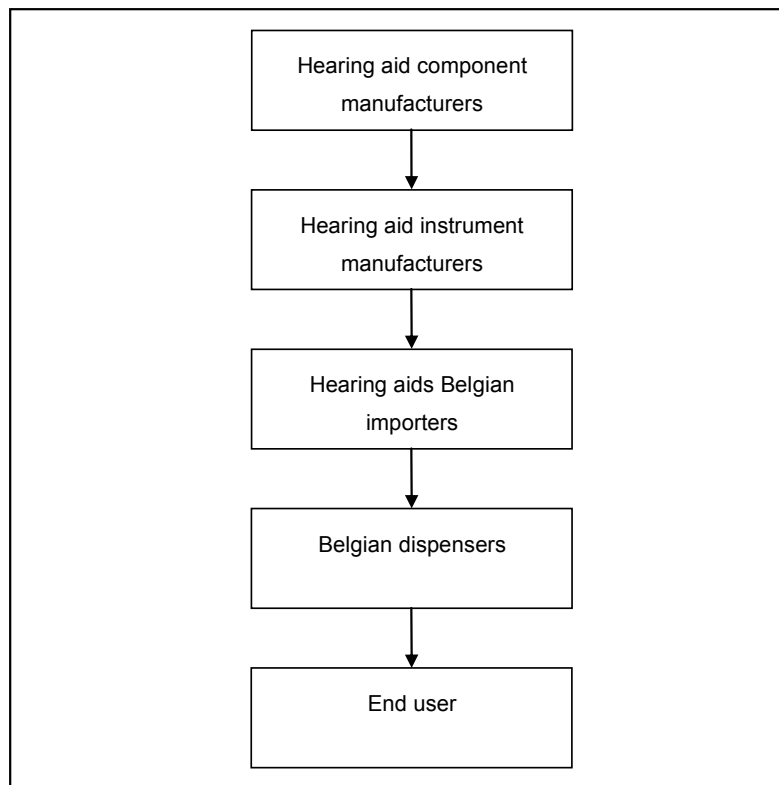 Hearing aid component
manufacturers
Hearing aid instrument
manufacturers
Hearing aids Belgian
importers
Belgian dispensers
End user